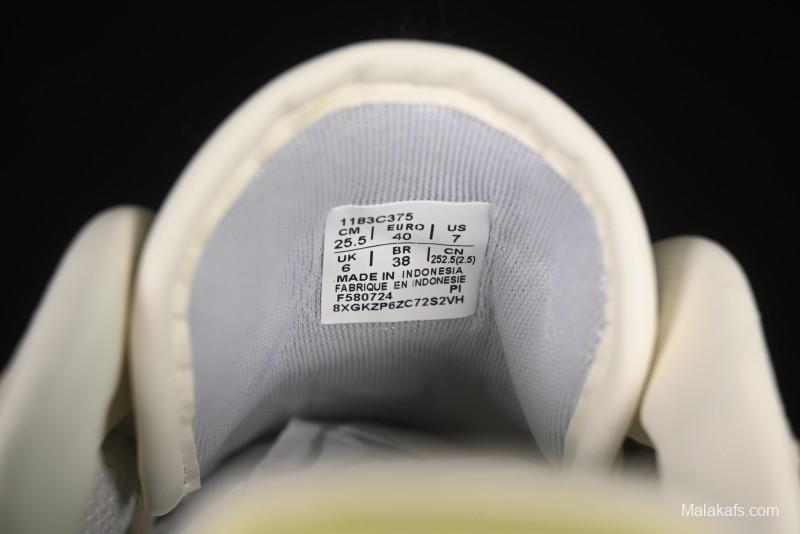 1183C375
CM | EURO | US
25.5 | 40 | 7
UK | BR | CN
6 | 38 | 252.5(2.5)
MADE IN INDONESIA
FABRIQUE EN INDONESIE
F580724 PI
8XGKZP6ZC72S2VH
Malakafs.com